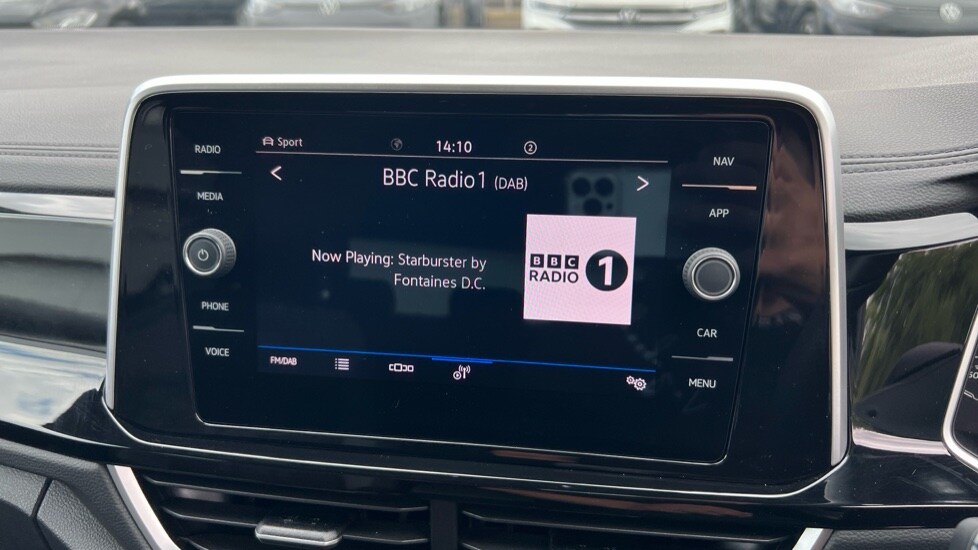 RADIO
MEDIA
PHONE
VOICE
Sport
14:10
2
BBC Radio1 (DAB)
Now Playing: Starburster by
Fontaines D.C.
BBC
RADIO
1
FM/DAB
NAV
APP
CAR
MENU